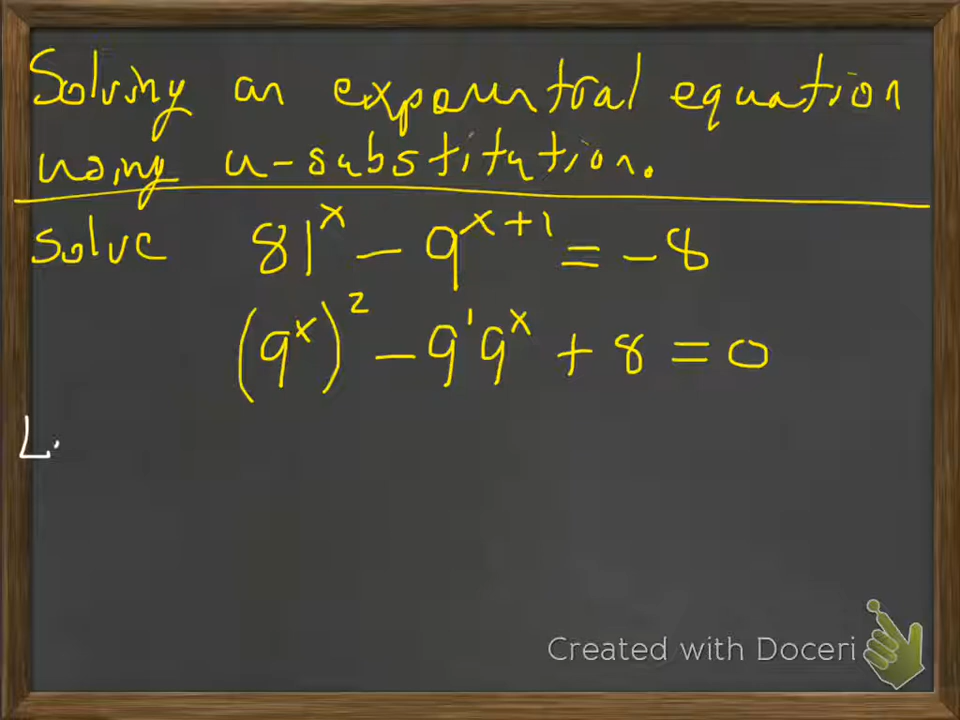 Solving an exponential equation
using u-substitution.
Solve 81^x - 9^{x+1} = -8
(9^x)^2 - 9^1 9^x + 8 = 0
L
Created with Doceri